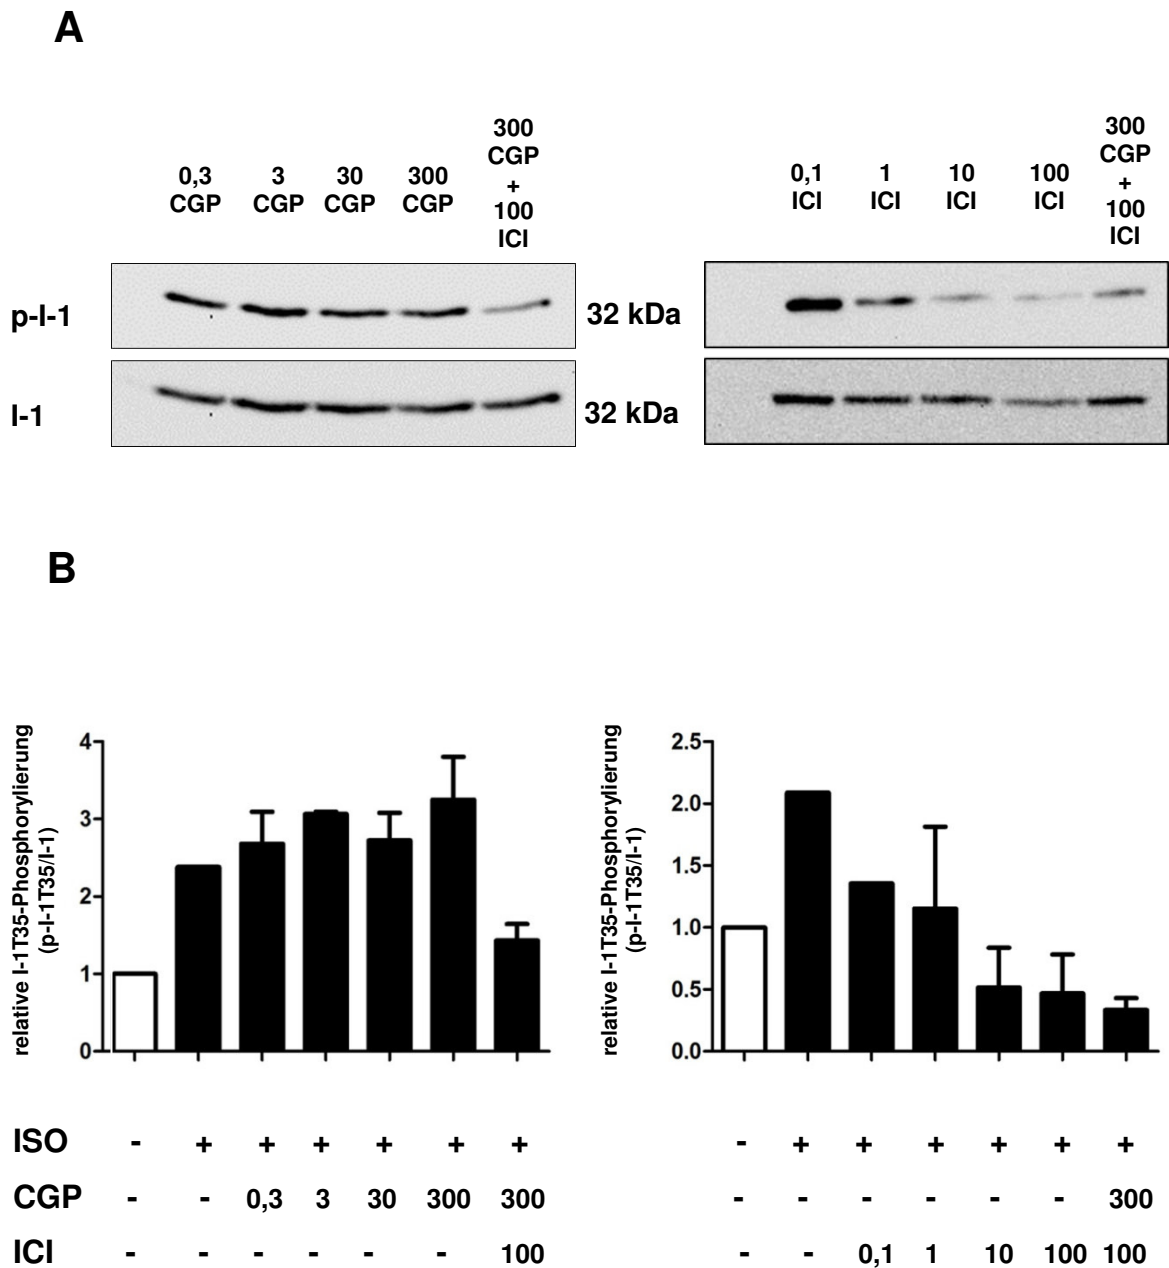 A
0,3 CGP
3 CGP
30 CGP
300 CGP
300 CGP + 100 ICI
0,1 ICI
1 ICI
10 ICI
100 ICI
300 CGP + 100 ICI
p-I-1
32 kDa
I-1
32 kDa
B
relative I-1T35-Phosphorylierung
(p-I-1T35/I-1)
4
3
2
1
0
relative I-1T35-Phosphorylierung
(p-I-1T35/I-1)
2.5
2.0
1.5
1.0
0.5
0.0
ISO - + + + + + + - + + + + + +
CGP - - 0,3 3 30 300 300 - - - - - - 300
ICI - - - - - - 100 - - 0,1 1 10 100 100